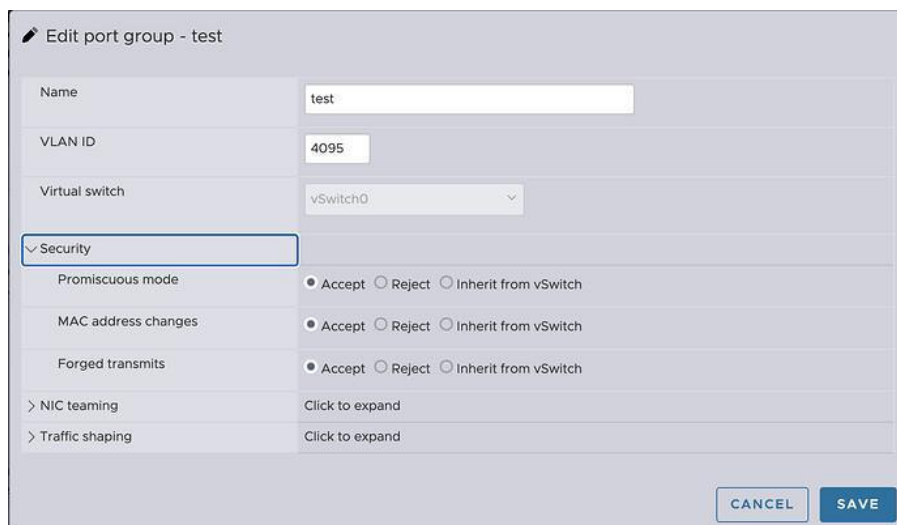 Edit port group - test
Name
test
VLAN ID
4095
Virtual switch
vSwitch0
Security
Promiscuous mode
Accept Reject Inherit from vSwitch
MAC address changes
Accept Reject Inherit from vSwitch
Forged transmits
Accept Reject Inherit from vSwitch
NIC teaming
Click to expand
Traffic shaping
Click to expand
CANCEL
SAVE